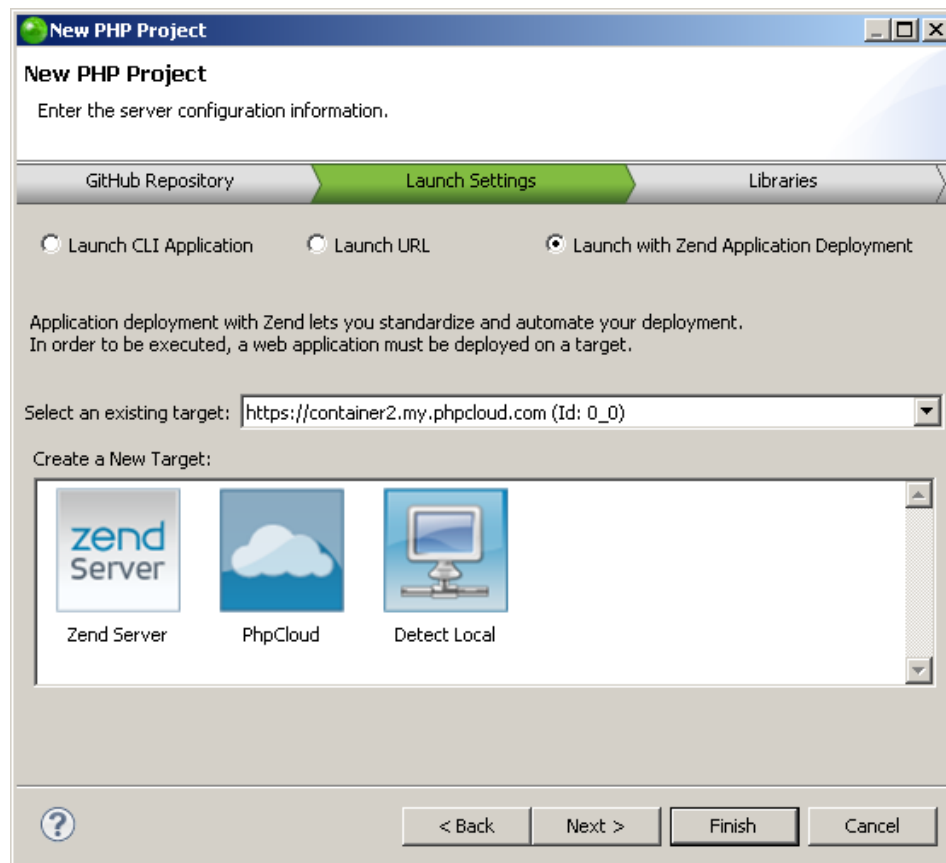 New PHP Project
New PHP Project
Enter the server configuration information.
GitHub Repository
Launch Settings
Libraries
Launch CLI Application
Launch URL
Launch with Zend Application Deployment
Application deployment with Zend lets you standardize and automate your deployment.
In order to be executed, a web application must be deployed on a target.
Select an existing target: https://container2.my.phpcloud.com (Id: 0_0)
Create a New Target:
zend
Server
Zend Server
PhpCloud
Detect Local
?
< Back
Next >
Finish
Cancel